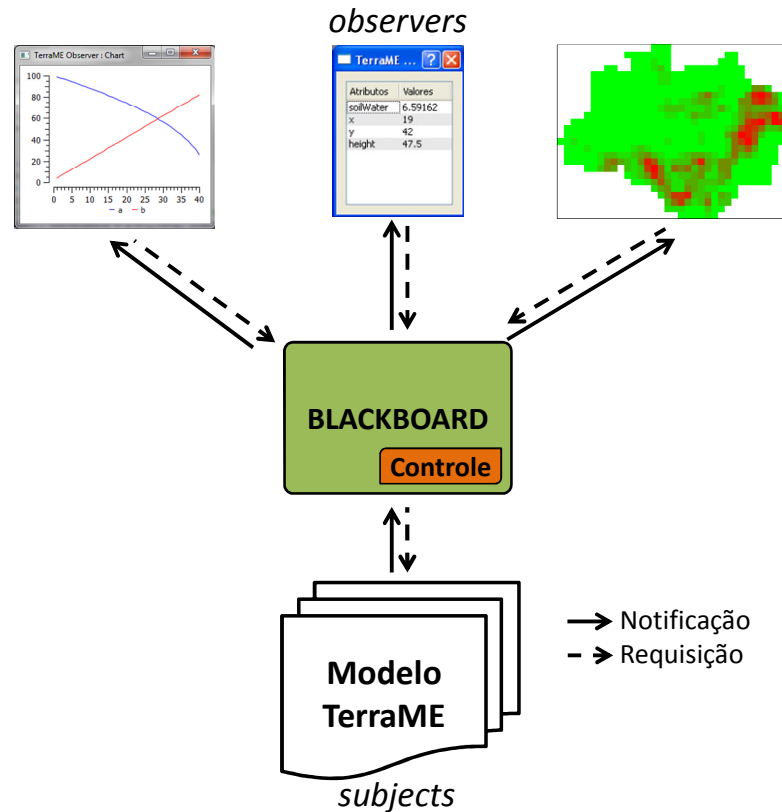 observers
TerraME Observer : Chart
100
80
60
40
20
0
0 5 10 15 20 25 30 35 40
a b
TerraME ...
Atributos Valores
soilWater 6.59162
x 19
y 42
height 47.5
BLACKBOARD
Controle
Notificação
Requisição
Modelo
TerraME
subjects